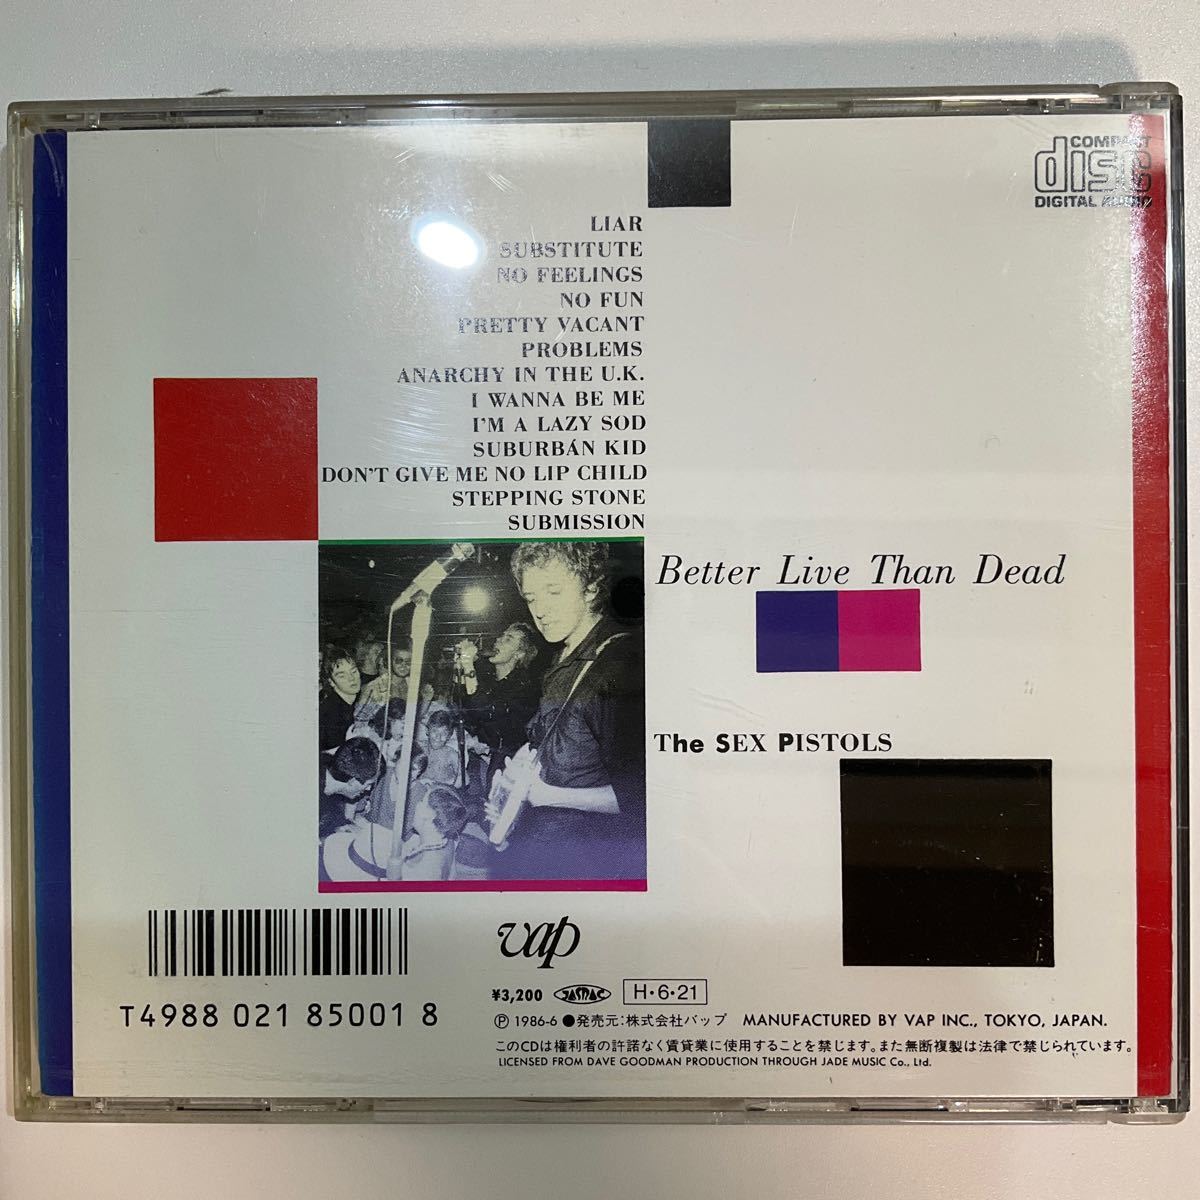 COMPACT
disc
DIGITAL AUDIO
LIAR
SUBSTITUTE
NO FEELINGS
NO FUN
PRETTY VACANT
PROBLEMS
ANARCHY IN THE U.K.
I WANNA BE ME
I'M A LAZY SOD
SUBURBÁN KID
DON'T GIVE ME NO LIP CHILD
STEPPING STONE
SUBMISSION
Better Live Than Dead
The SEX PISTOLS
vap
T4988 021 85001 8
¥3,200 JASRAC H・6・21
Ⓟ 1986-6 ●発売元:株式会社バップ MANUFACTURED BY VAP INC., TOKYO, JAPAN.
このCDは権利者の許諾なく賃貸業に使用することを禁じます。また無断複製は法律で禁じられています。
LICENSED FROM DAVE GOODMAN PRODUCTION THROUGH JADE MUSIC Co., Ltd.